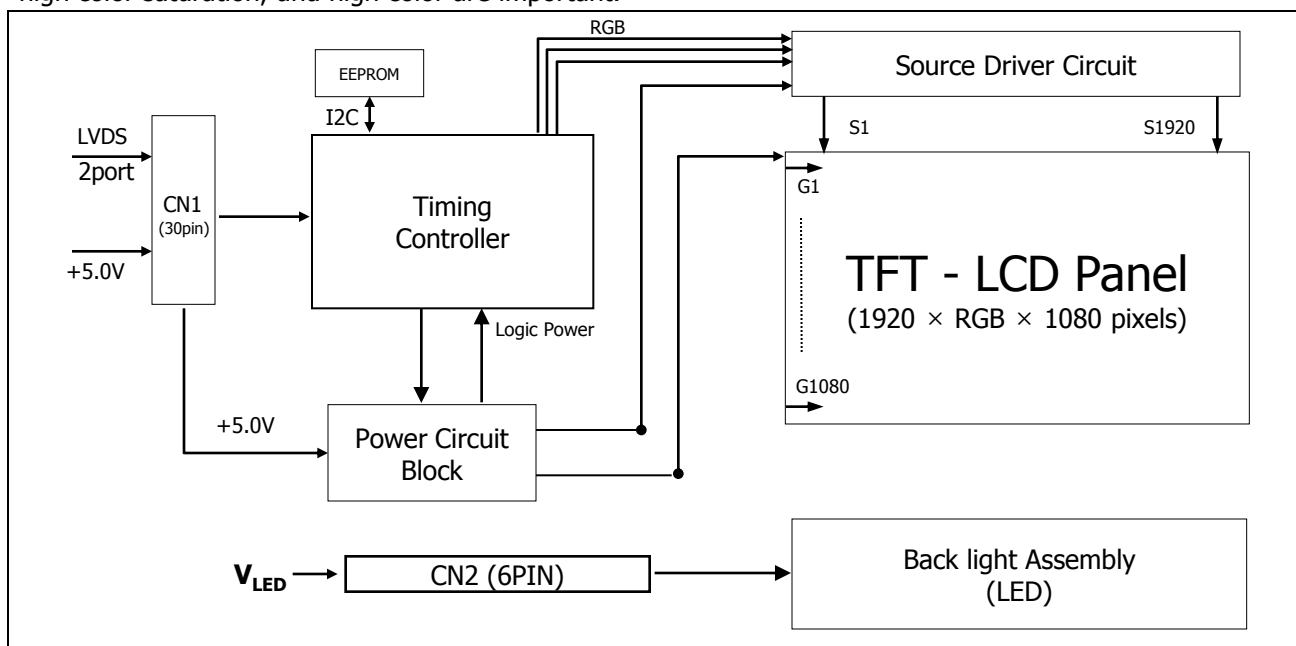 high color saturation, and high color are important.
RGB
EEPROM
Source Driver Circuit
I2C
LVDS
2port
S1
S1920
CN1
(30pin)
G1
Timing
Controller
TFT - LCD Panel
(1920 × RGB × 1080 pixels)
+5.0V
Logic Power
G1080
+5.0V
Power Circuit
Block
Back light Assembly
(LED)
VLED
CN2 (6PIN)